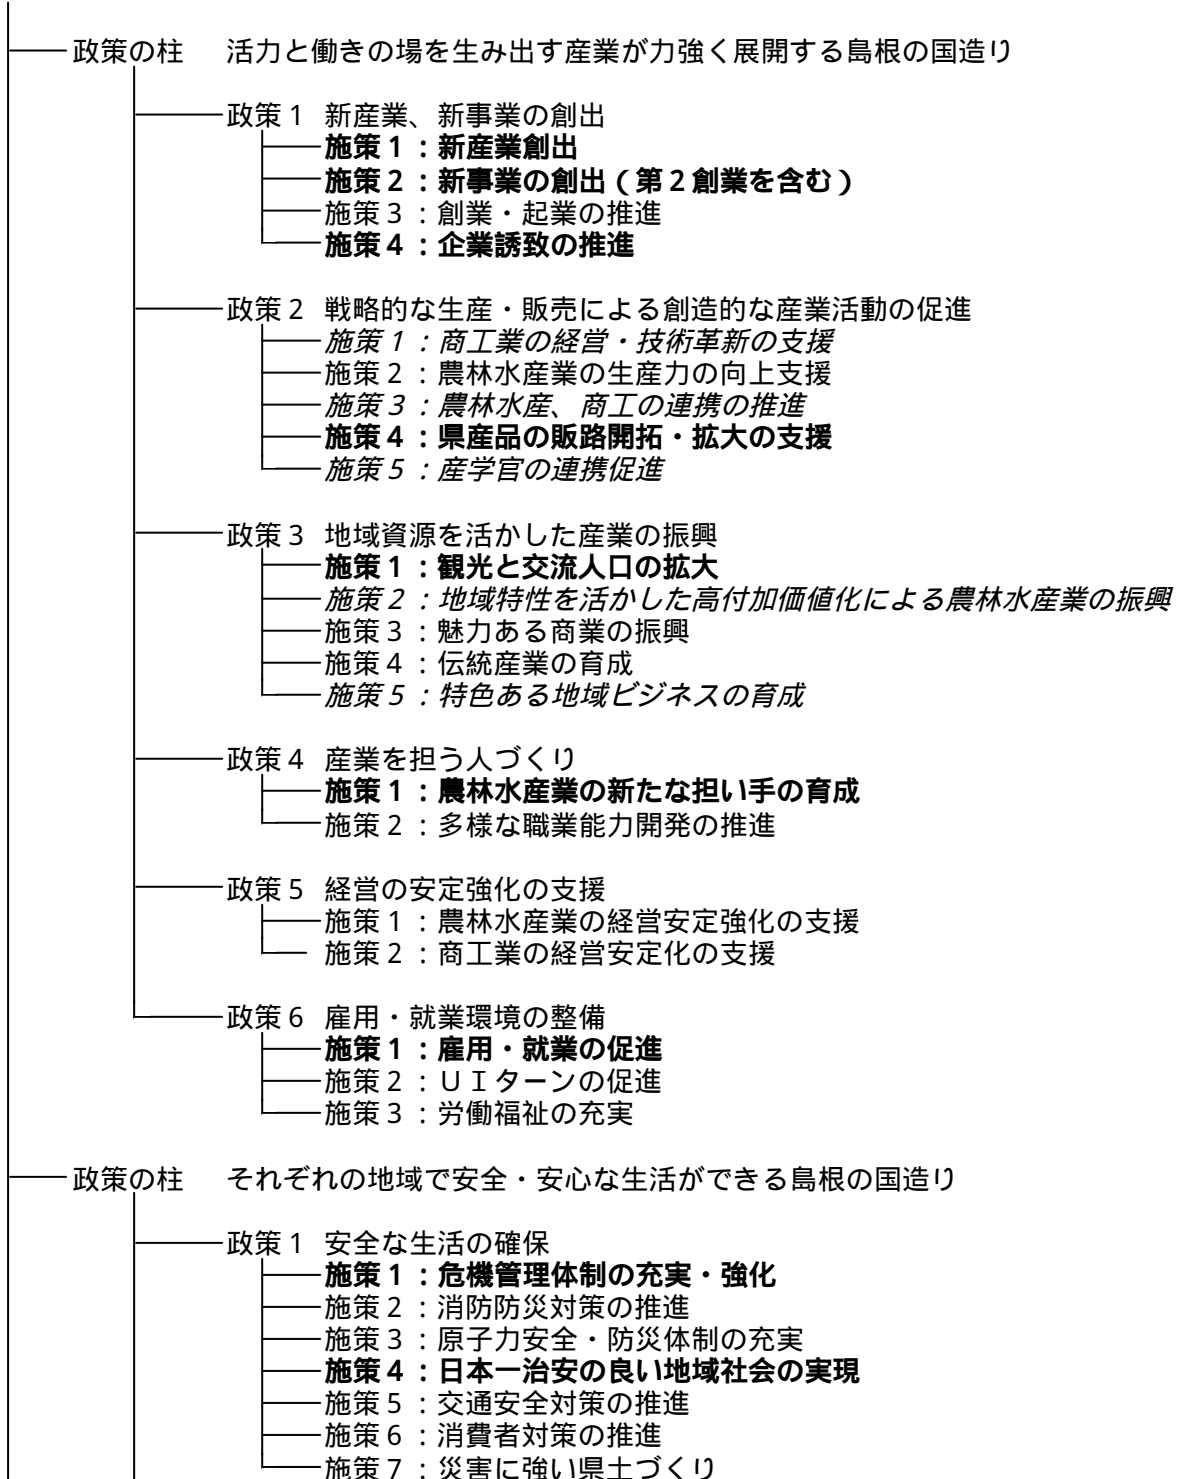 政策の柱　活力と働きの場を生み出す産業が力強く展開する島根の国造り
政策1 新産業、新事業の創出
施策1：新産業創出
施策2：新事業の創出（第2創業を含む）
施策3：創業・起業の推進
施策4：企業誘致の推進
政策2 戦略的な生産・販売による創造的な産業活動の促進
施策1：商工業の経営・技術革新の支援
施策2：農林水産業の生産力の向上支援
施策3：農林水産、商工の連携の推進
施策4：県産品の販路開拓・拡大の支援
施策5：産学官の連携促進
政策3 地域資源を活かした産業の振興
施策1：観光と交流人口の拡大
施策2：地域特性を活かした高付加価値化による農林水産業の振興
施策3：魅力ある商業の振興
施策4：伝統産業の育成
施策5：特色ある地域ビジネスの育成
政策4 産業を担う人づくり
施策1：農林水産業の新たな担い手の育成
施策2：多様な職業能力開発の推進
政策5 経営の安定強化の支援
施策1：農林水産業の経営安定強化の支援
施策2：商工業の経営安定化の支援
政策6 雇用・就業環境の整備
施策1：雇用・就業の促進
施策2：ＵＩターンの促進
施策3：労働福祉の充実
政策の柱　それぞれの地域で安全・安心な生活ができる島根の国造り
政策1 安全な生活の確保
施策1：危機管理体制の充実・強化
施策2：消防防災対策の推進
施策3：原子力安全・防災体制の充実
施策4：日本一治安の良い地域社会の実現
施策5：交通安全対策の推進
施策6：消費者対策の推進
施策7：災害に強い県土づくり